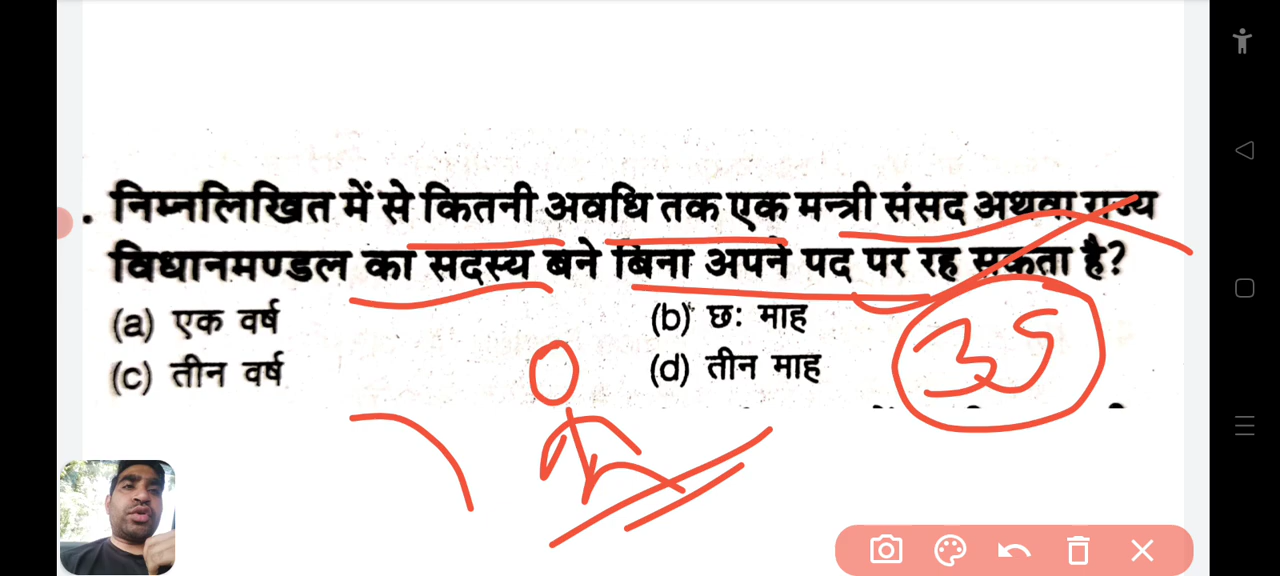 . निम्नलिखित में से कितनी अवधि तक एक मन्त्री संसद अथवा राज्य
विधानमण्डल का सदस्य बने बिना अपने पद पर रह सकता है?
(a) एक वर्ष (b) छः माह
(c) तीन वर्ष (d) तीन माह
35